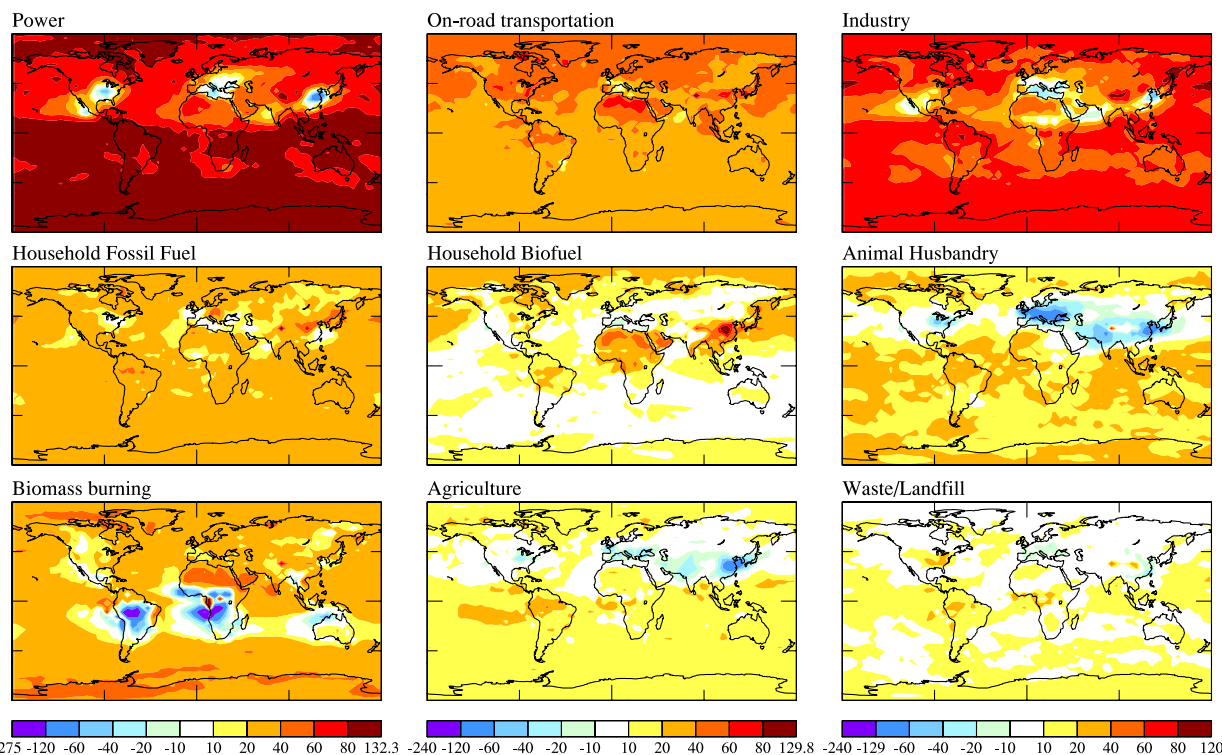 Power On-road transportation Industry
Household Fossil Fuel Household Biofuel Animal Husbandry
Biomass burning Agriculture Waste/Landfill
275 -120 -60 -40 -20 -10 10 20 40 60 80 132.3 -240 -120 -60 -40 -20 -10 10 20 40 60 80 129.8 -240 -129 -60 -40 -20 -10 10 20 40 60 80